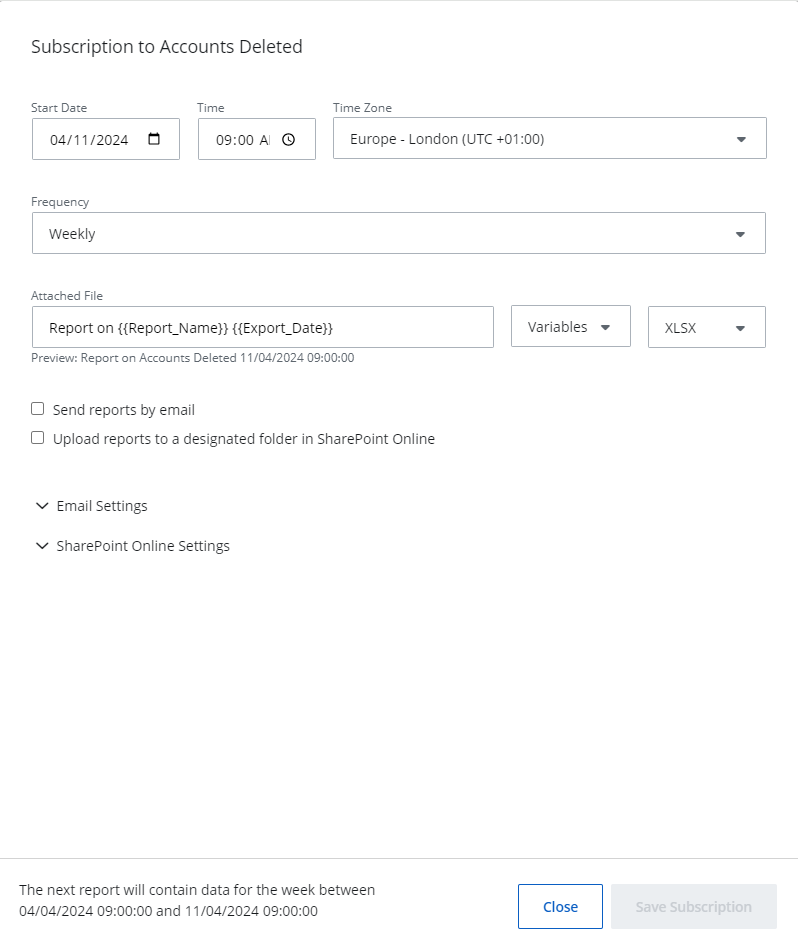 Subscription to Accounts Deleted
Start Date
Time
Time Zone
04/11/2024
09:00 A
Europe - London (UTC +01:00)
Frequency
Weekly
Attached File
Report on {{Report_Name}} {{Export_Date}}
Variables
XLSX
Preview: Report on Accounts Deleted 11/04/2024 09:00:00
Send reports by email
Upload reports to a designated folder in SharePoint Online
Email Settings
SharePoint Online Settings
The next report will contain data for the week between
04/04/2024 09:00:00 and 11/04/2024 09:00:00
Close
Save Subscription